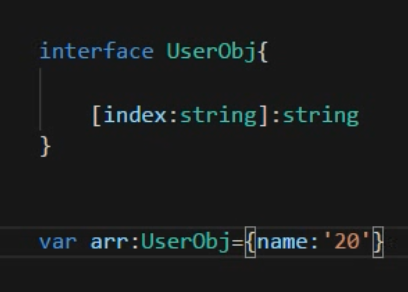 interface UserObj{
[index:string]:string
}
var arr:UserObj={name:'20'}